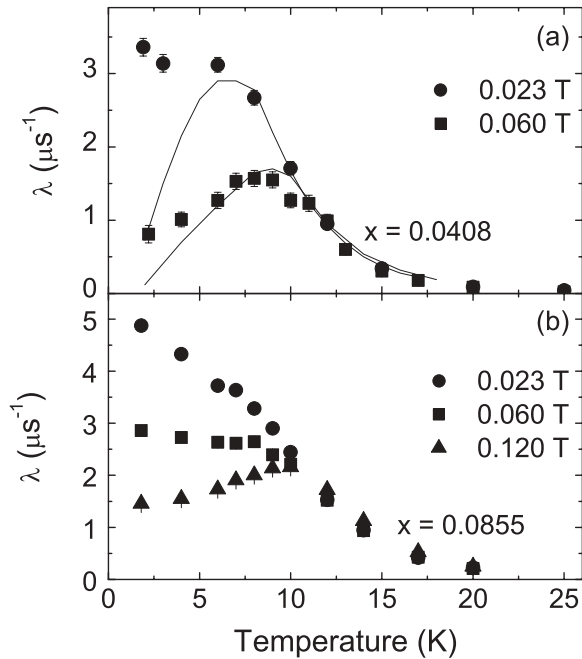 (a)
3
2
1
0
λ (μs⁻¹)
0.023 T
0.060 T
x = 0.0408
(b)
5
4
3
2
1
0
λ (μs⁻¹)
0.023 T
0.060 T
0.120 T
x = 0.0855
0 5 10 15 20 25
Temperature (K)